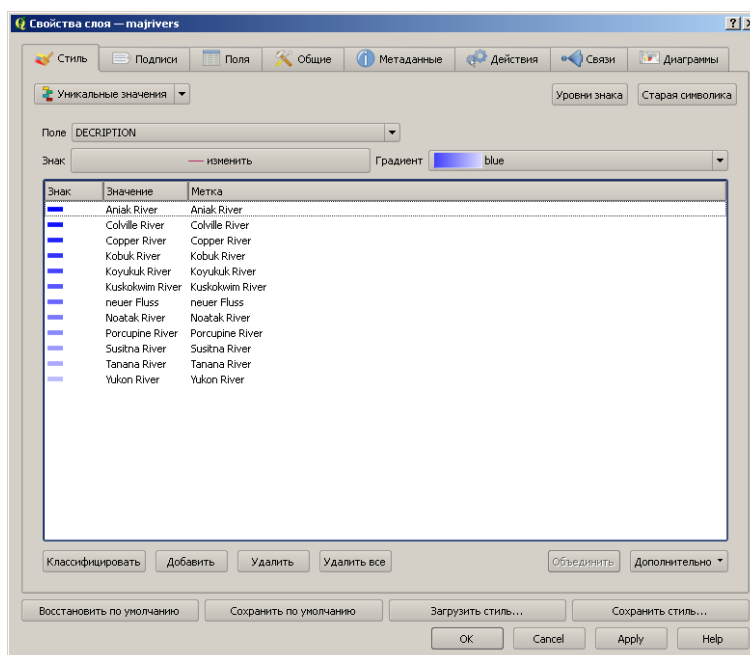 Свойства слоя — majrivers
Стиль Подписи Поля Общие Метаданные Действия Связи Диаграммы
Уникальные значения Уровни знака Старая символика
Поле DECRIPTION
Знак изменить Градиент blue
Знак Значение Метка
Aniak River Aniak River
Colville River Colville River
Copper River Copper River
Kobuk River Kobuk River
Koyukuk River Koyukuk River
Kuskokwim River Kuskokwim River
neuer Fluss neuer Fluss
Noatak River Noatak River
Porcupine River Porcupine River
Susitna River Susitna River
Tanana River Tanana River
Yukon River Yukon River
Классифицировать Добавить Удалить Удалить все Объединить Дополнительно
Восстановить по умолчанию Сохранить по умолчанию Загрузить стиль... Сохранить стиль...
OK Cancel Apply Help